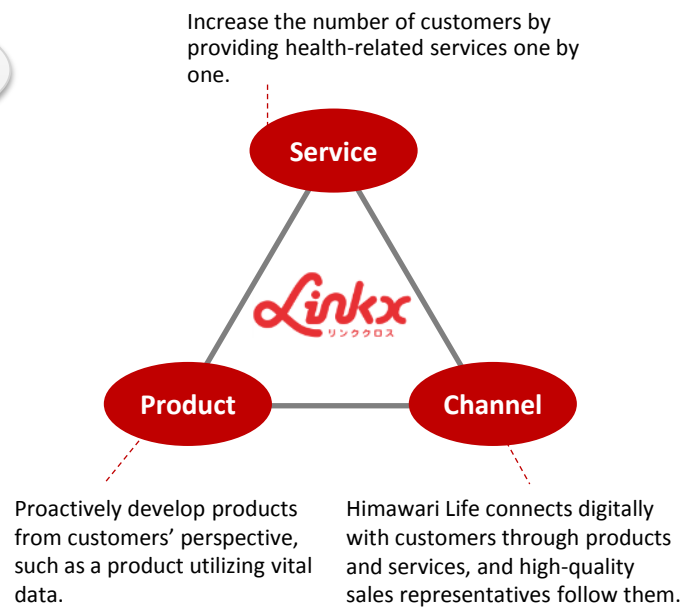 Increase the number of customers by
providing health-related services one by
one.
Service
Linkx
リンククロス
Product
Channel
Proactively develop products
from customers’ perspective,
such as a product utilizing vital
data.
Himawari Life connects digitally
with customers through products
and services, and high-quality
sales representatives follow them.